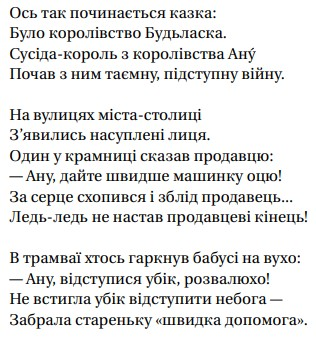 Ось так починається казка:
Було королівство Будьласка.
Сусіда-король з королівства Анý
Почав з ним таємну, підступну війну.

На вулицях міста-столиці
З’явились насуплені лиця.
Один у крамниці сказав продавцю:
— Ану, дайте швидше машинку оцю!
За серце схопився і зблід продавець...
Ледь-ледь не настав продавцеві кінець!

В трамваї хтось гаркнув бабусі на вухо:
— Ану, відступися убік, розвалюхо!
Не встигла убік відступити небога —
Забрала стареньку «швидка допомога».